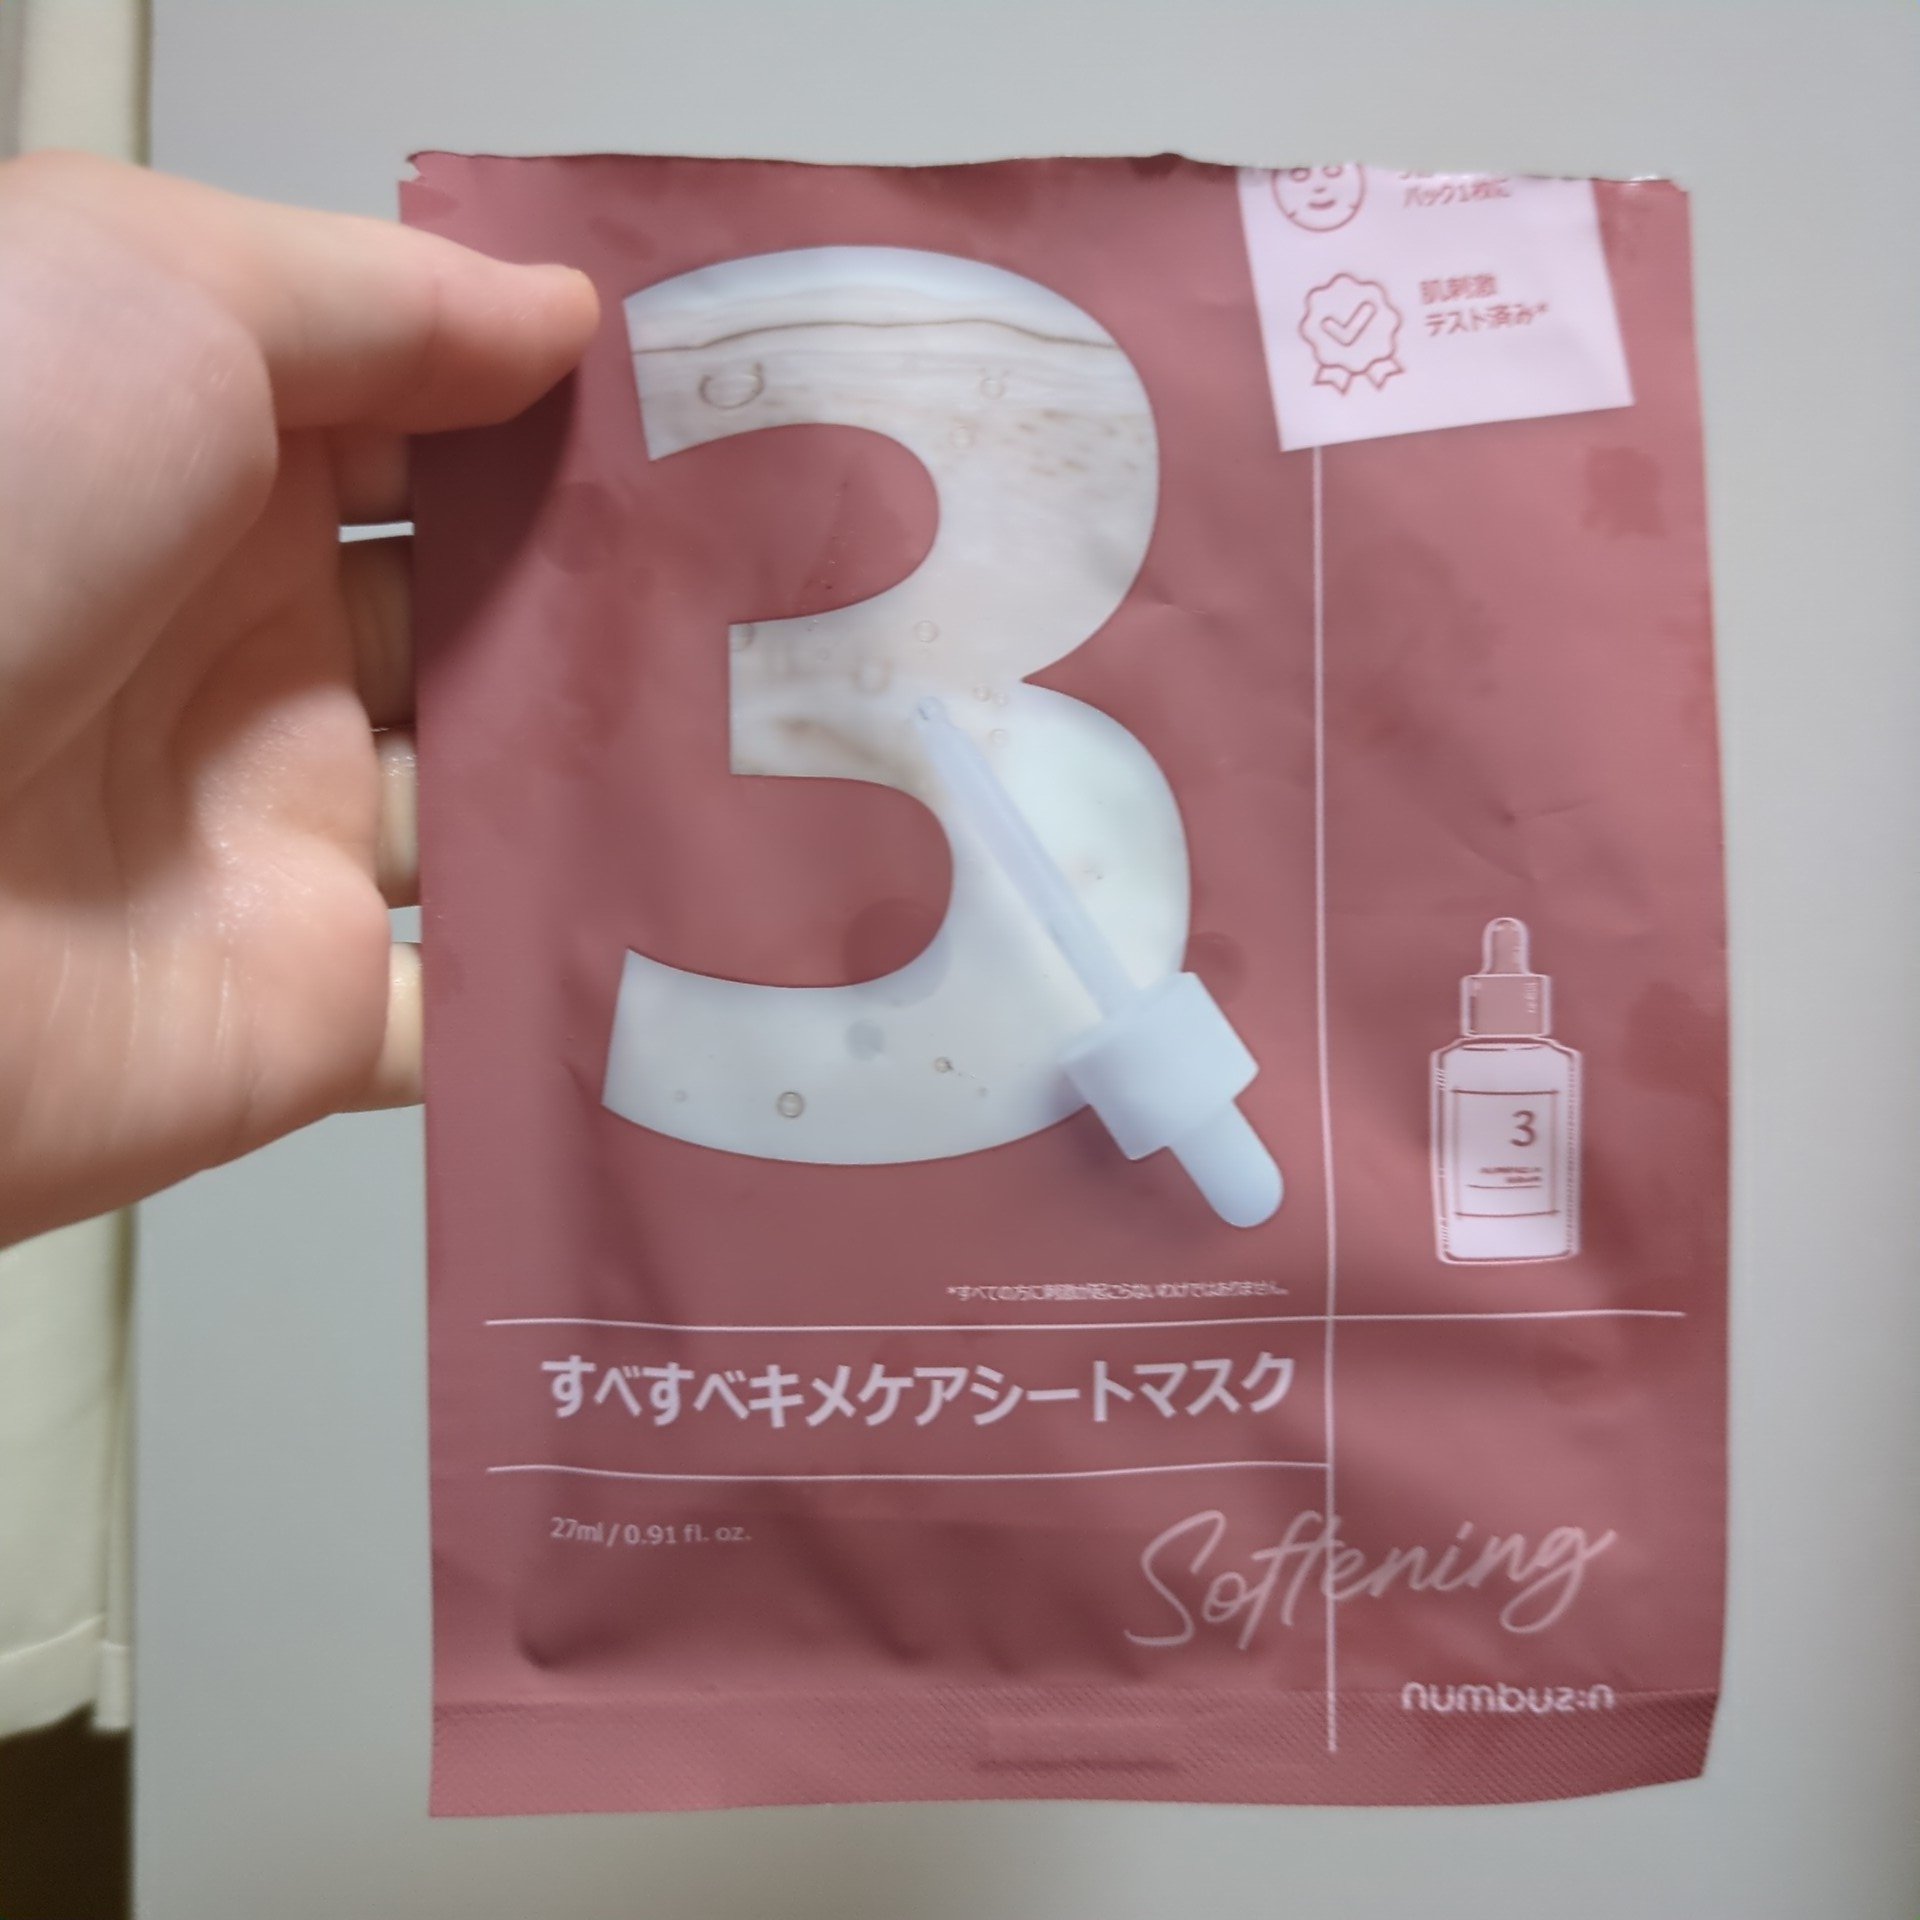 パック1枚に
肌刺激
テスト済み*
3
3
*すべての方に刺激が起こらないわけではありません。
すべすべキメケアシートマスク
27ml / 0.91 fl. oz.
Softening
numbuz:n